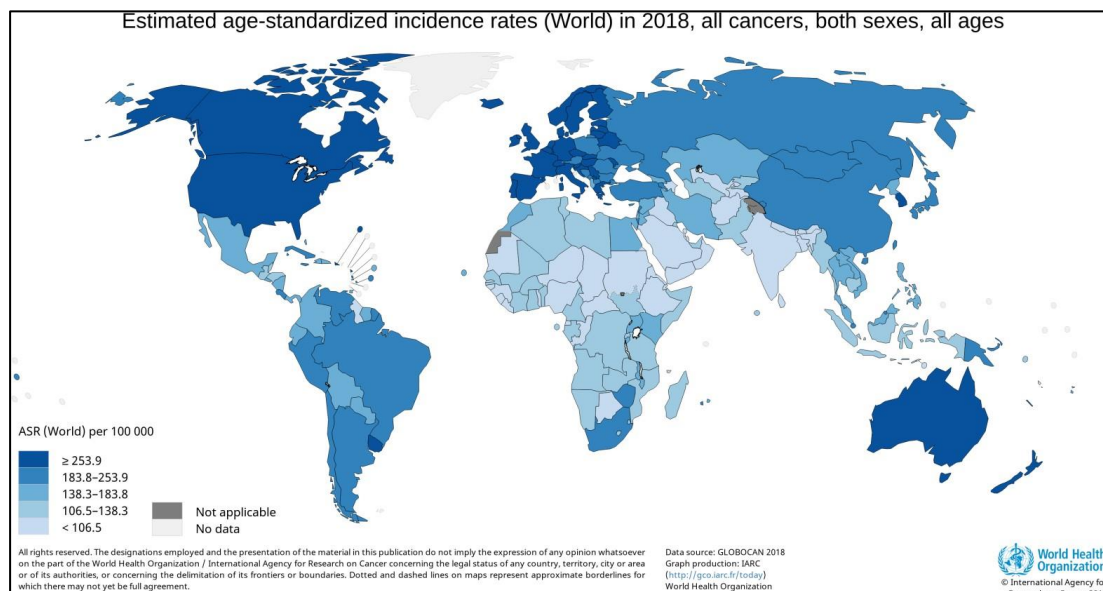 Estimated age-standardized incidence rates (World) in 2018, all cancers, both sexes, all ages
ASR (World) per 100 000
≥ 253.9
183.8–253.9
138.3–183.8
106.5–138.3
< 106.5
Not applicable
No data
All rights reserved. The designations employed and the presentation of the material in this publication do not imply the expression of any opinion whatsoever
on the part of the World Health Organization / International Agency for Research on Cancer concerning the legal status of any country, territory, city or area
or of its authorities, or concerning the delimitation of its frontiers or boundaries. Dotted and dashed lines on maps represent approximate borderlines for
which there may not yet be full agreement.
Data source: GLOBOCAN 2018
Graph production: IARC
(http://gco.iarc.fr/today)
World Health Organization
World Health
Organization
© International Agency for